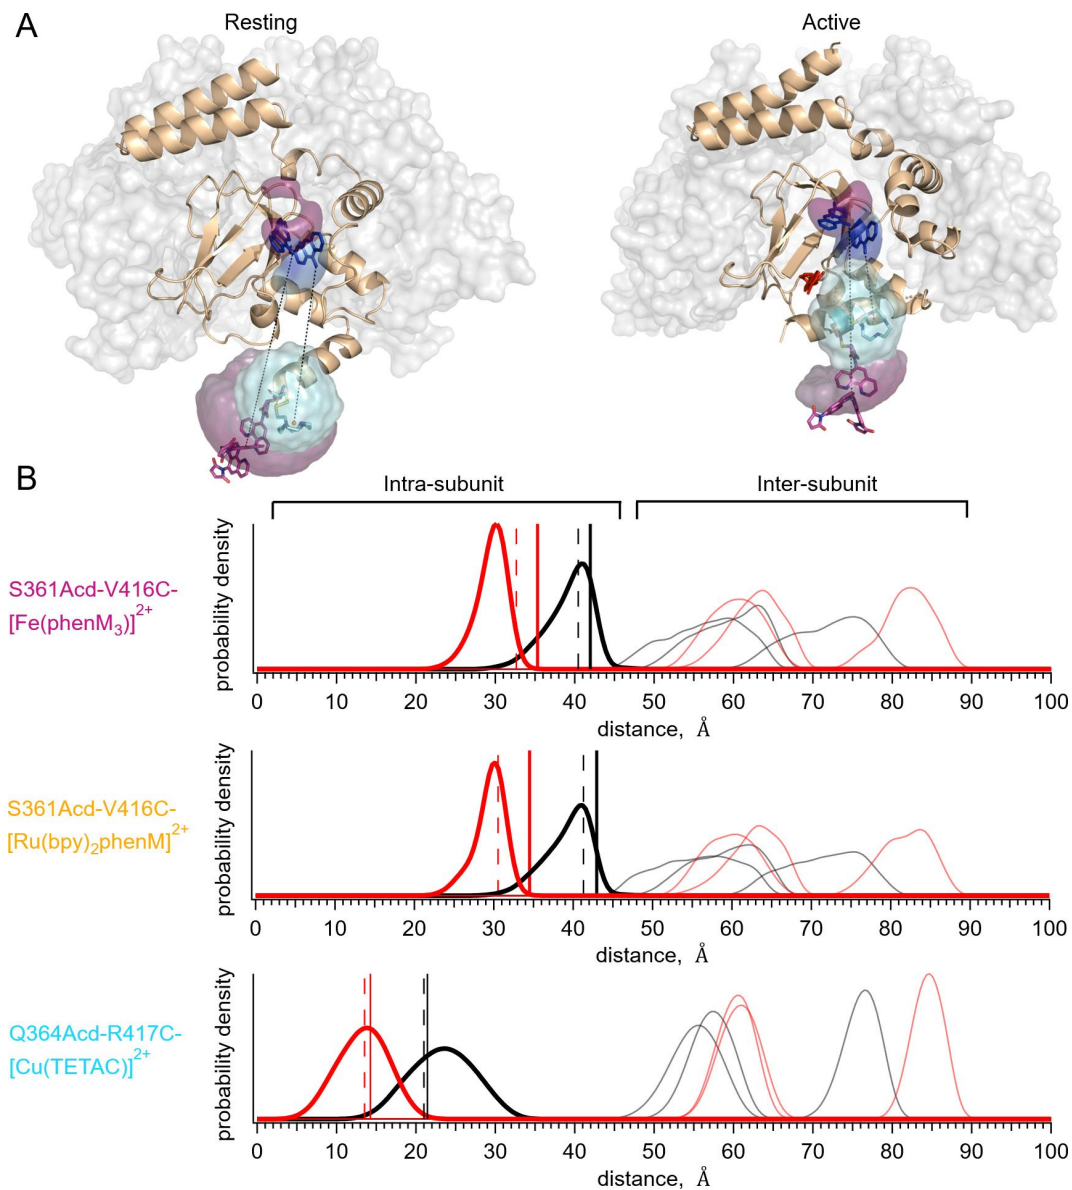 A
Resting
Active
B
Intra-subunit
Inter-subunit
S361Acd-V416C-
[Fe(phenM₃)]²⁺
probability density
0 10 20 30 40 50 60 70 80 90 100
distance, Å
S361Acd-V416C-
[Ru(bpy)₂phenM]²⁺
probability density
0 10 20 30 40 50 60 70 80 90 100
distance, Å
Q364Acd-R417C-
[Cu(TETAC)]²⁺
probability density
0 10 20 30 40 50 60 70 80 90 100
distance, Å